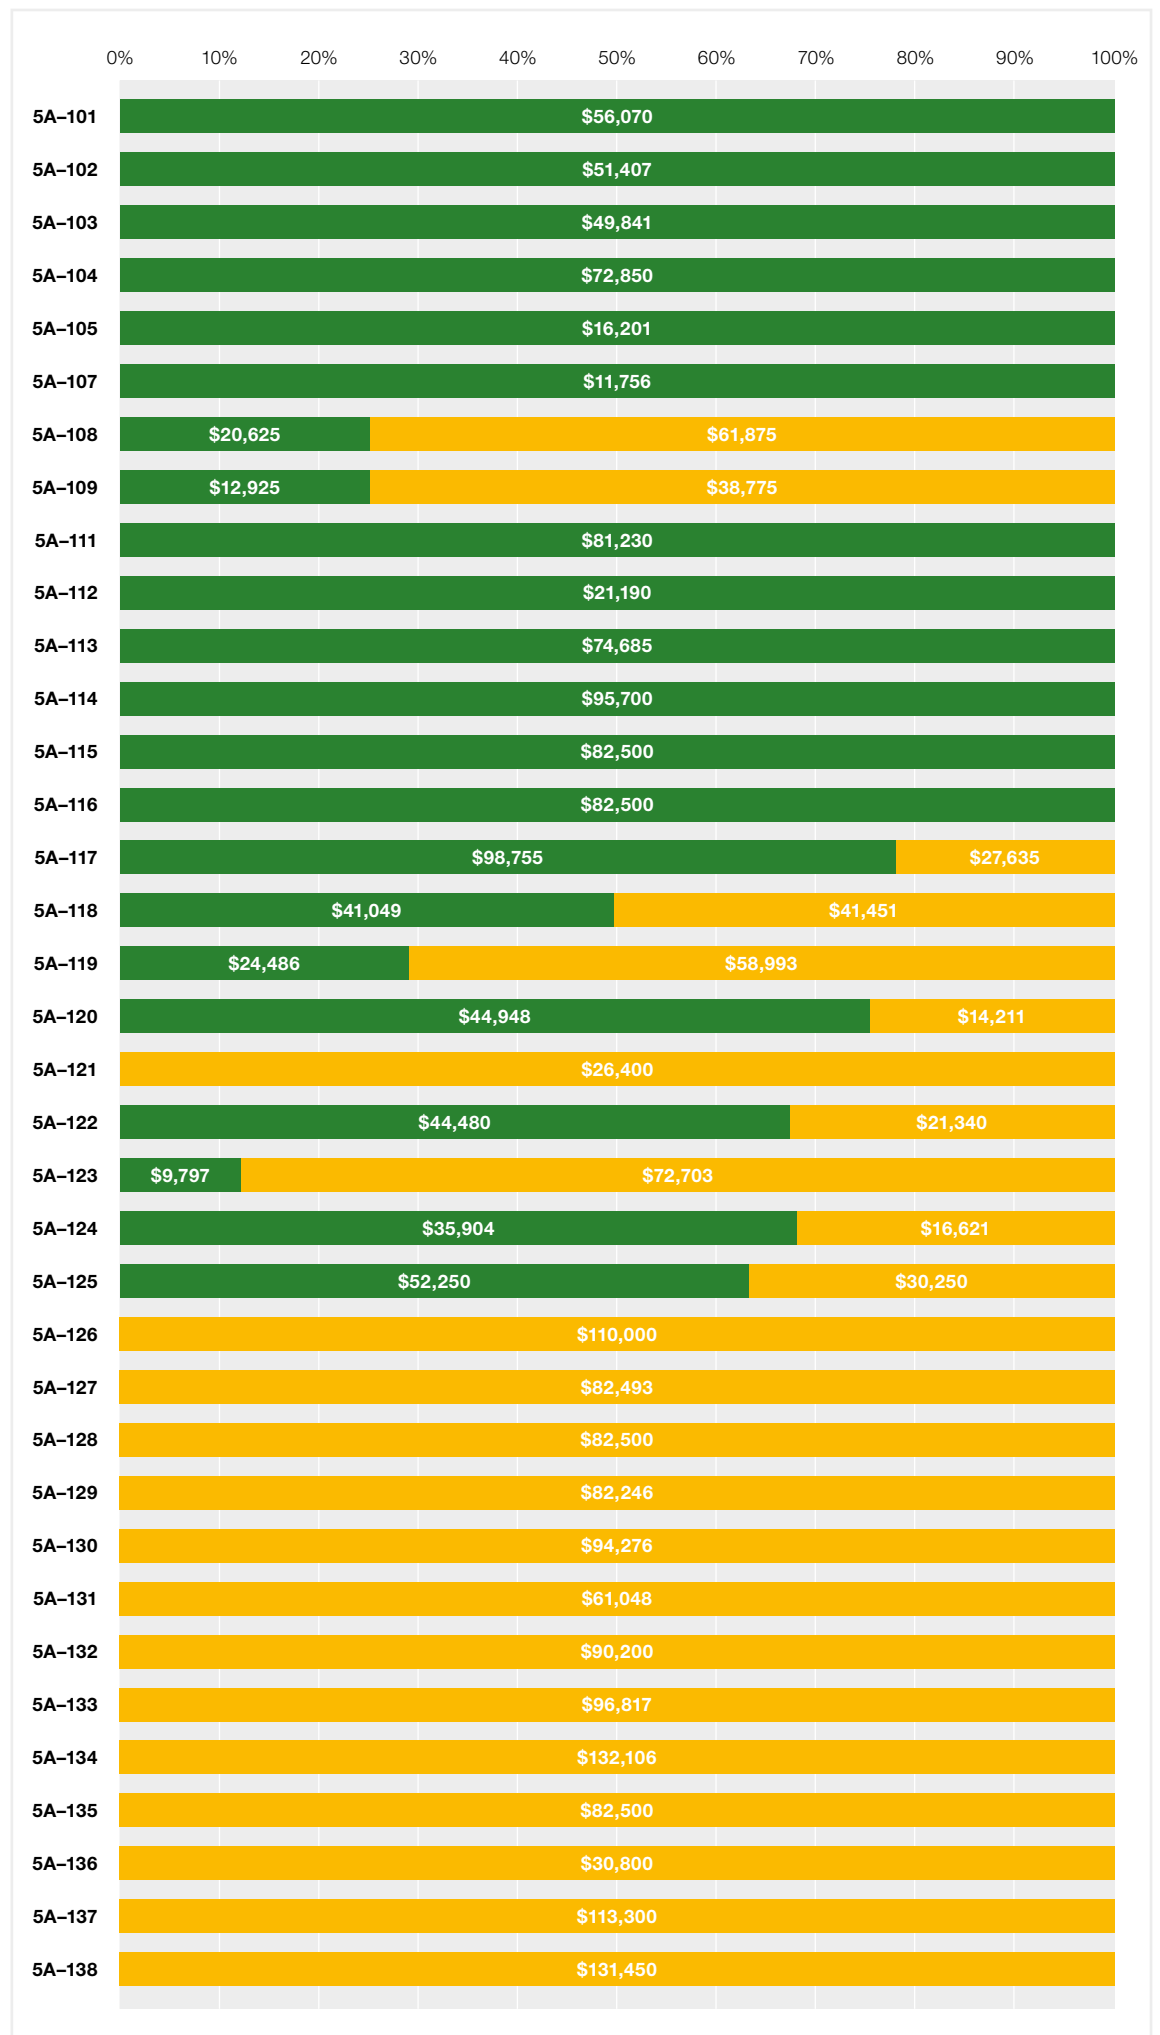 0% 10% 20% 30% 40% 50% 60% 70% 80% 90% 100%
5A–101 $56,070
5A–102 $51,407
5A–103 $49,841
5A–104 $72,850
5A–105 $16,201
5A–107 $11,756
5A–108 $20,625 $61,875
5A–109 $12,925 $38,775
5A–111 $81,230
5A–112 $21,190
5A–113 $74,685
5A–114 $95,700
5A–115 $82,500
5A–116 $82,500
5A–117 $98,755 $27,635
5A–118 $41,049 $41,451
5A–119 $24,486 $58,993
5A–120 $44,948 $14,211
5A–121 $26,400
5A–122 $44,480 $21,340
5A–123 $9,797 $72,703
5A–124 $35,904 $16,621
5A–125 $52,250 $30,250
5A–126 $110,000
5A–127 $82,493
5A–128 $82,500
5A–129 $82,246
5A–130 $94,276
5A–131 $61,048
5A–132 $90,200
5A–133 $96,817
5A–134 $132,106
5A–135 $82,500
5A–136 $30,800
5A–137 $113,300
5A–138 $131,450